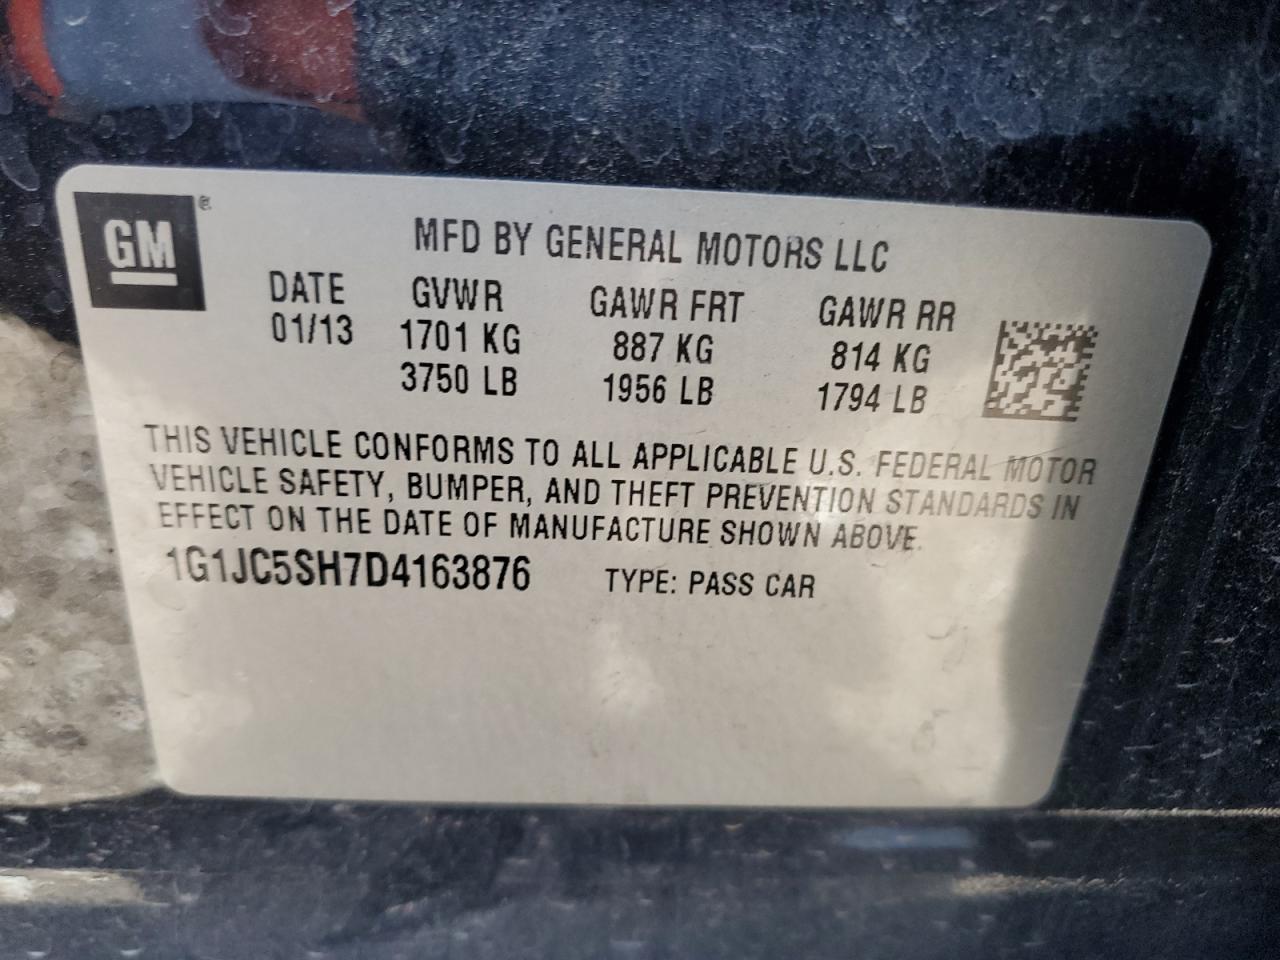 GM ®
MFD BY GENERAL MOTORS LLC
DATE GVWR GAWR FRT GAWR RR
01/13 1701 KG 887 KG 814 KG
3750 LB 1956 LB 1794 LB
THIS VEHICLE CONFORMS TO ALL APPLICABLE U.S. FEDERAL MOTOR
VEHICLE SAFETY, BUMPER, AND THEFT PREVENTION STANDARDS IN
EFFECT ON THE DATE OF MANUFACTURE SHOWN ABOVE.
1G1JC5SH7D4163876 TYPE: PASS CAR